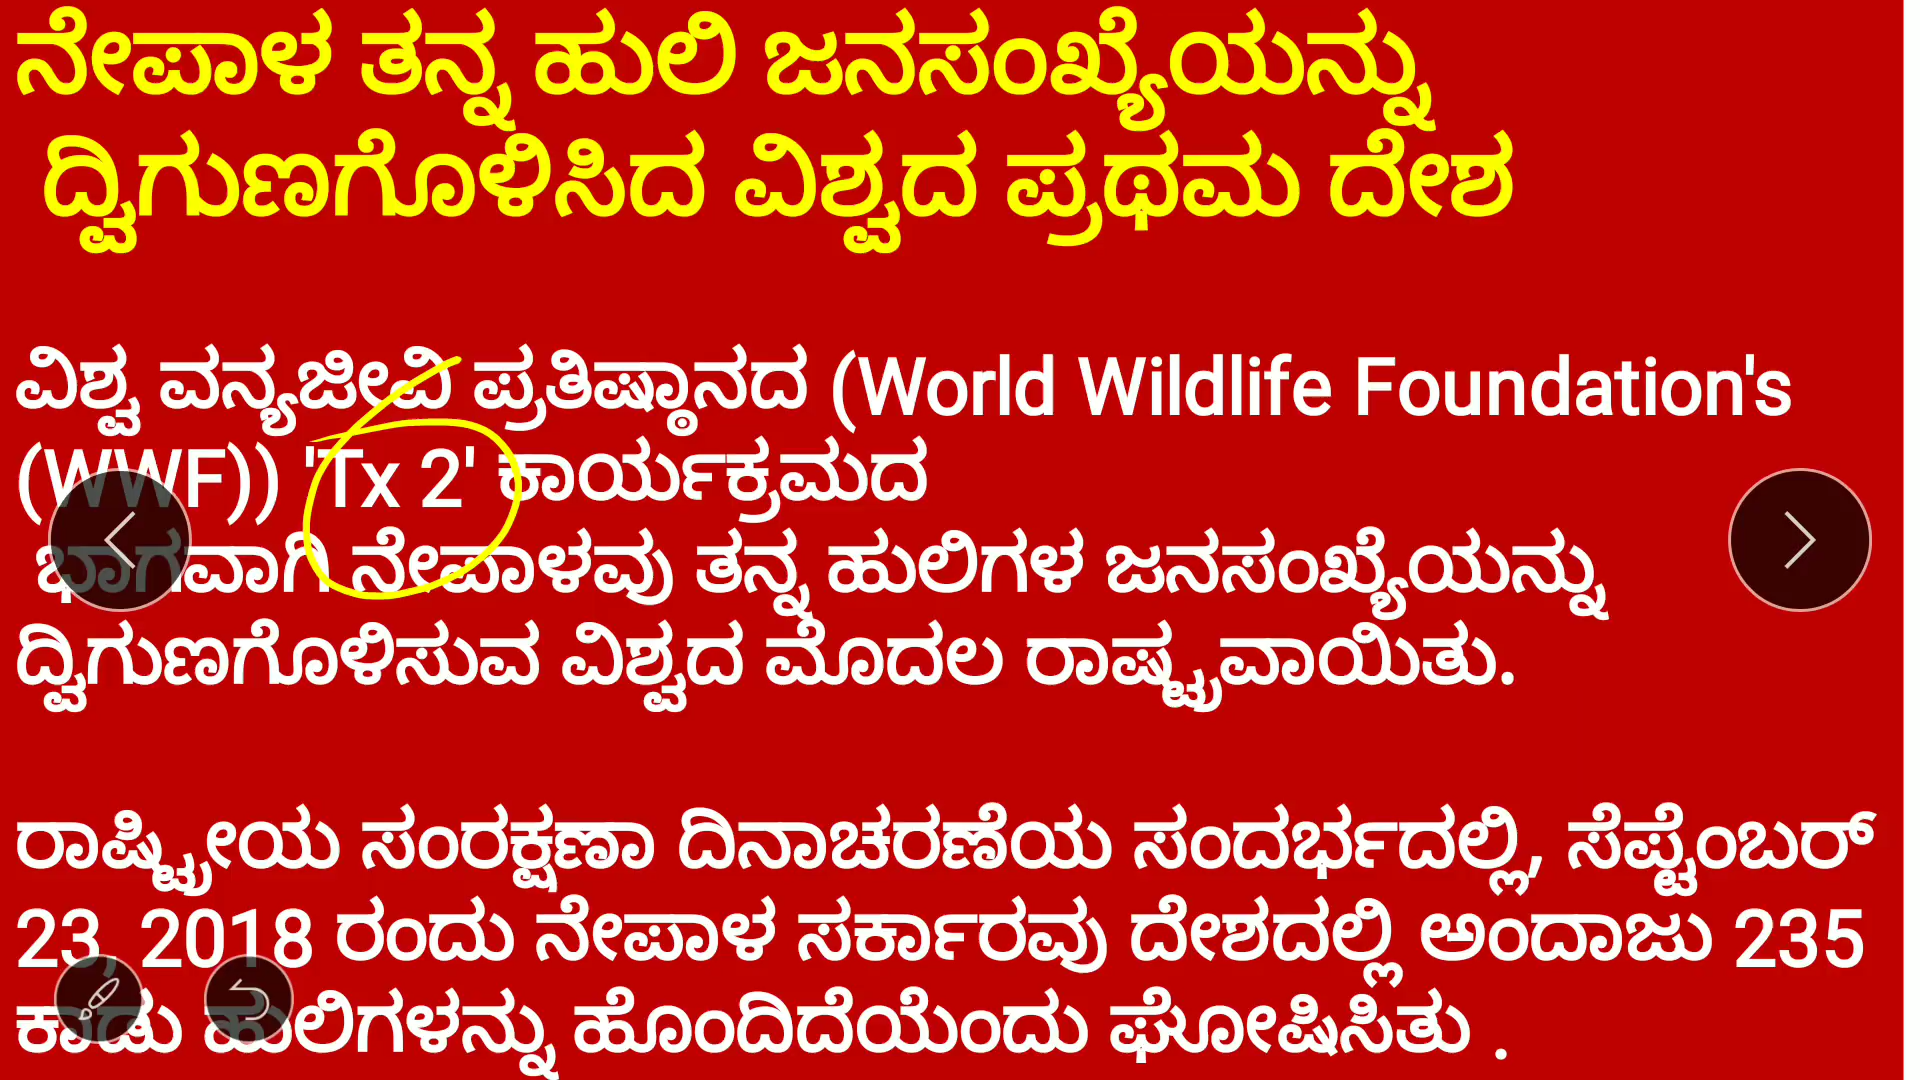 ನೇಪಾಳ ತನ್ನ ಹುಲಿ ಜನಸಂಖ್ಯೆಯನ್ನು
ದ್ವಿಗುಣಗೊಳಿಸಿದ ವಿಶ್ವದ ಪ್ರಥಮ ದೇಶ
ವಿಶ್ವ ವನ್ಯಜೀವಿ ಪ್ರತಿಷ್ಠಾನದ (World Wildlife Foundation's
(WWF)) 'Tx 2' ಕಾರ್ಯಕ್ರಮದ
ಭಾಗವಾಗಿ ನೇಪಾಳವು ತನ್ನ ಹುಲಿಗಳ ಜನಸಂಖ್ಯೆಯನ್ನು
ದ್ವಿಗುಣಗೊಳಿಸುವ ವಿಶ್ವದ ಮೊದಲ ರಾಷ್ಟ್ರವಾಯಿತು.
ರಾಷ್ಟ್ರೀಯ ಸಂರಕ್ಷಣಾ ದಿನಾಚರಣೆಯ ಸಂದರ್ಭದಲ್ಲಿ, ಸೆಪ್ಟೆಂಬರ್
23, 2018 ರಂದು ನೇಪಾಳ ಸರ್ಕಾರವು ದೇಶದಲ್ಲಿ ಅಂದಾಜು 235
ಕಾಡು ಹುಲಿಗಳನ್ನು ಹೊಂದಿದೆಯೆಂದು ಘೋಷಿಸಿತು .